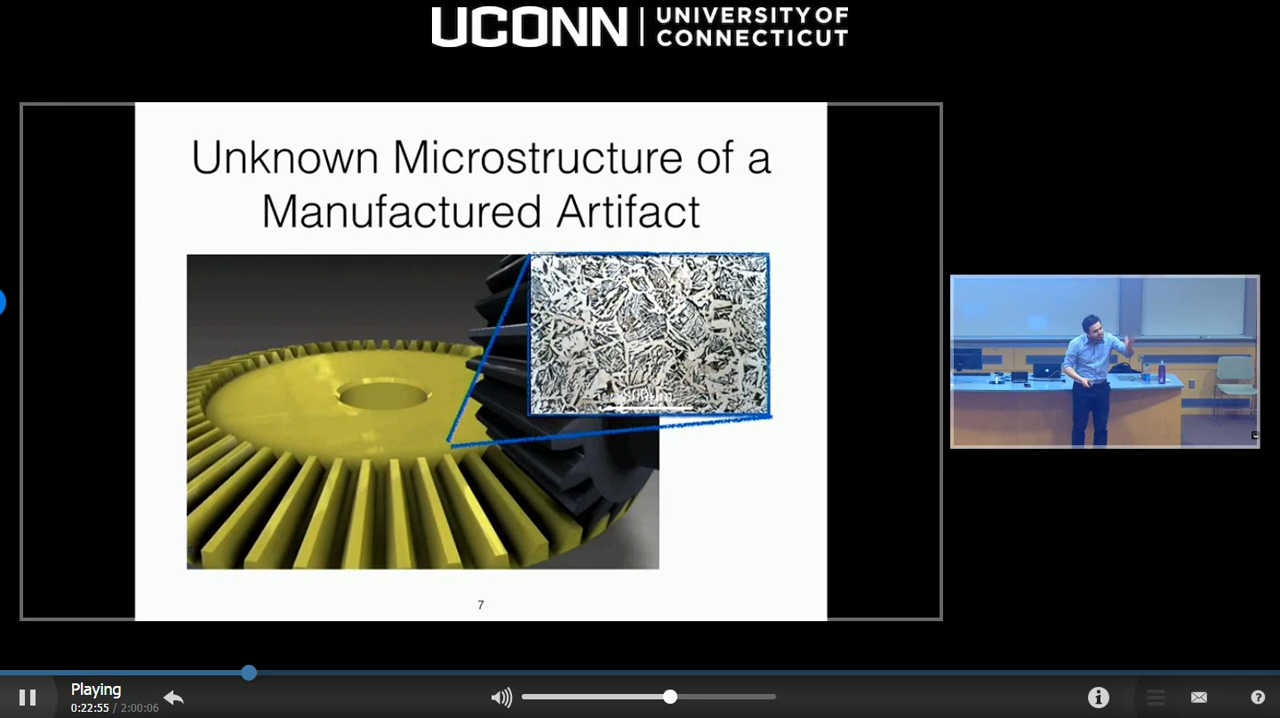 UCONN
UNIVERSITY OF
CONNECTICUT
Unknown Microstructure of a
Manufactured Artifact
7
Playing
0:22:55 / 2:00:06